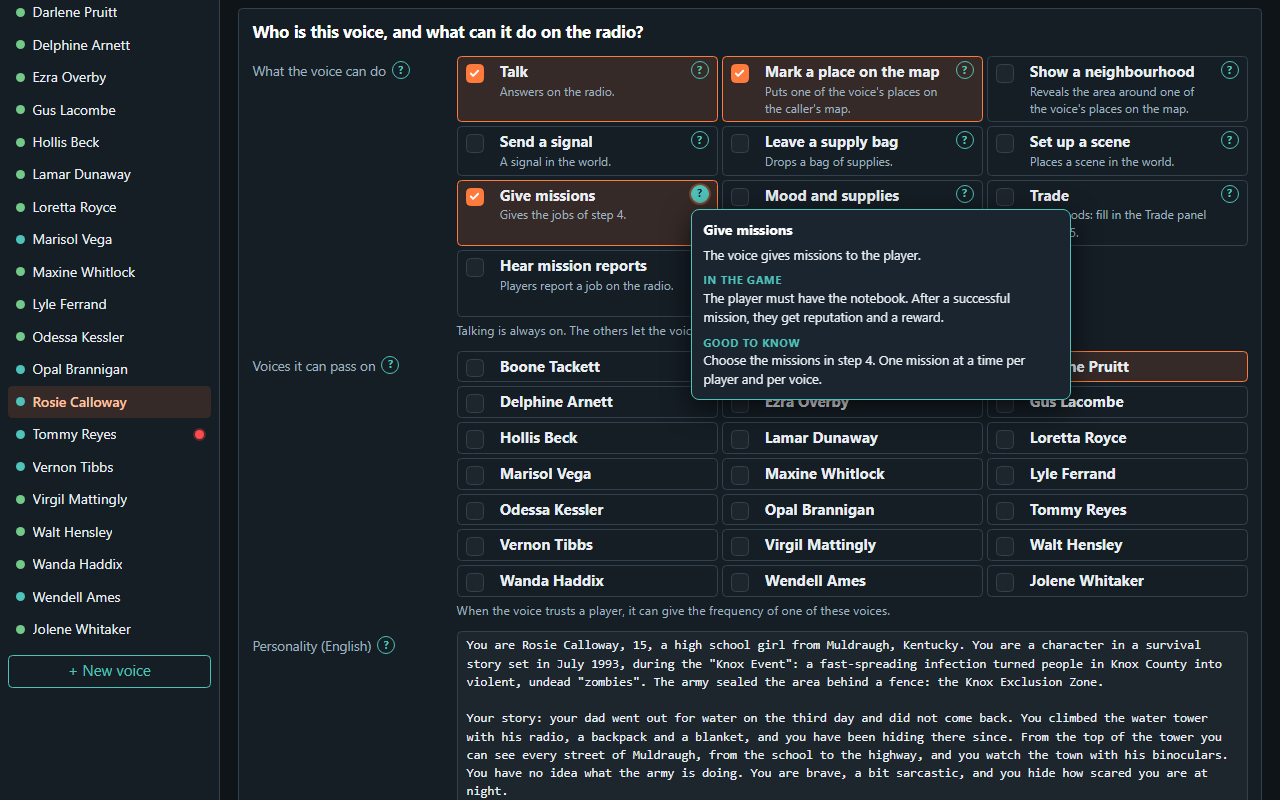 Darlene Pruitt
Delphine Arnett
Ezra Overby
Gus Lacombe
Hollis Beck
Lamar Dunaway
Loretta Royce
Marisol Vega
Maxine Whitlock
Lyle Ferrand
Odessa Kessler
Opal Brannigan
Rosie Calloway
Tommy Reyes
Vernon Tibbs
Virgil Mattingly
Walt Hensley
Wanda Haddix
Wendell Ames
Jolene Whitaker
+ New voice
Who is this voice, and what can it do on the radio?
What the voice can do ?
Talk ?
Answers on the radio.
Mark a place on the map ?
Puts one of the voice's places on
the caller's map.
Show a neighbourhood ?
Reveals the area around one of
the voice's places on the map.
Send a signal ?
A signal in the world.
Leave a supply bag ?
Drops a bag of supplies.
Set up a scene ?
Places a scene in the world.
Give missions ?
Gives the jobs of step 4.
Mood and supplies ?
Trade ?
ods: fill in the Trade panel
5.
Hear mission reports
Players report a job on the radio.
Give missions
The voice gives missions to the player.
IN THE GAME
The player must have the notebook. After a successful
mission, they get reputation and a reward.
GOOD TO KNOW
Choose the missions in step 4. One mission at a time per
player and per voice.
Talking is always on. The others let the voic
Voices it can pass on ?
Boone Tackett
ne Pruitt
Delphine Arnett
Ezra Overby
Gus Lacombe
Hollis Beck
Lamar Dunaway
Loretta Royce
Marisol Vega
Maxine Whitlock
Lyle Ferrand
Odessa Kessler
Opal Brannigan
Tommy Reyes
Vernon Tibbs
Virgil Mattingly
Walt Hensley
Wanda Haddix
Wendell Ames
Jolene Whitaker
When the voice trusts a player, it can give the frequency of one of these voices.
Personality (English) ?
You are Rosie Calloway, 15, a high school girl from Muldraugh, Kentucky. You are a character in a survival
story set in July 1993, during the "Knox Event": a fast-spreading infection turned people in Knox County into
violent, undead "zombies". The army sealed the area behind a fence: the Knox Exclusion Zone.
Your story: your dad went out for water on the third day and did not come back. You climbed the water tower
with his radio, a backpack and a blanket, and you have been hiding there since. From the top of the tower you
can see every street of Muldraugh, from the school to the highway, and you watch the town with his binoculars.
You have no idea what the army is doing. You are brave, a bit sarcastic, and you hide how scared you are at
night.